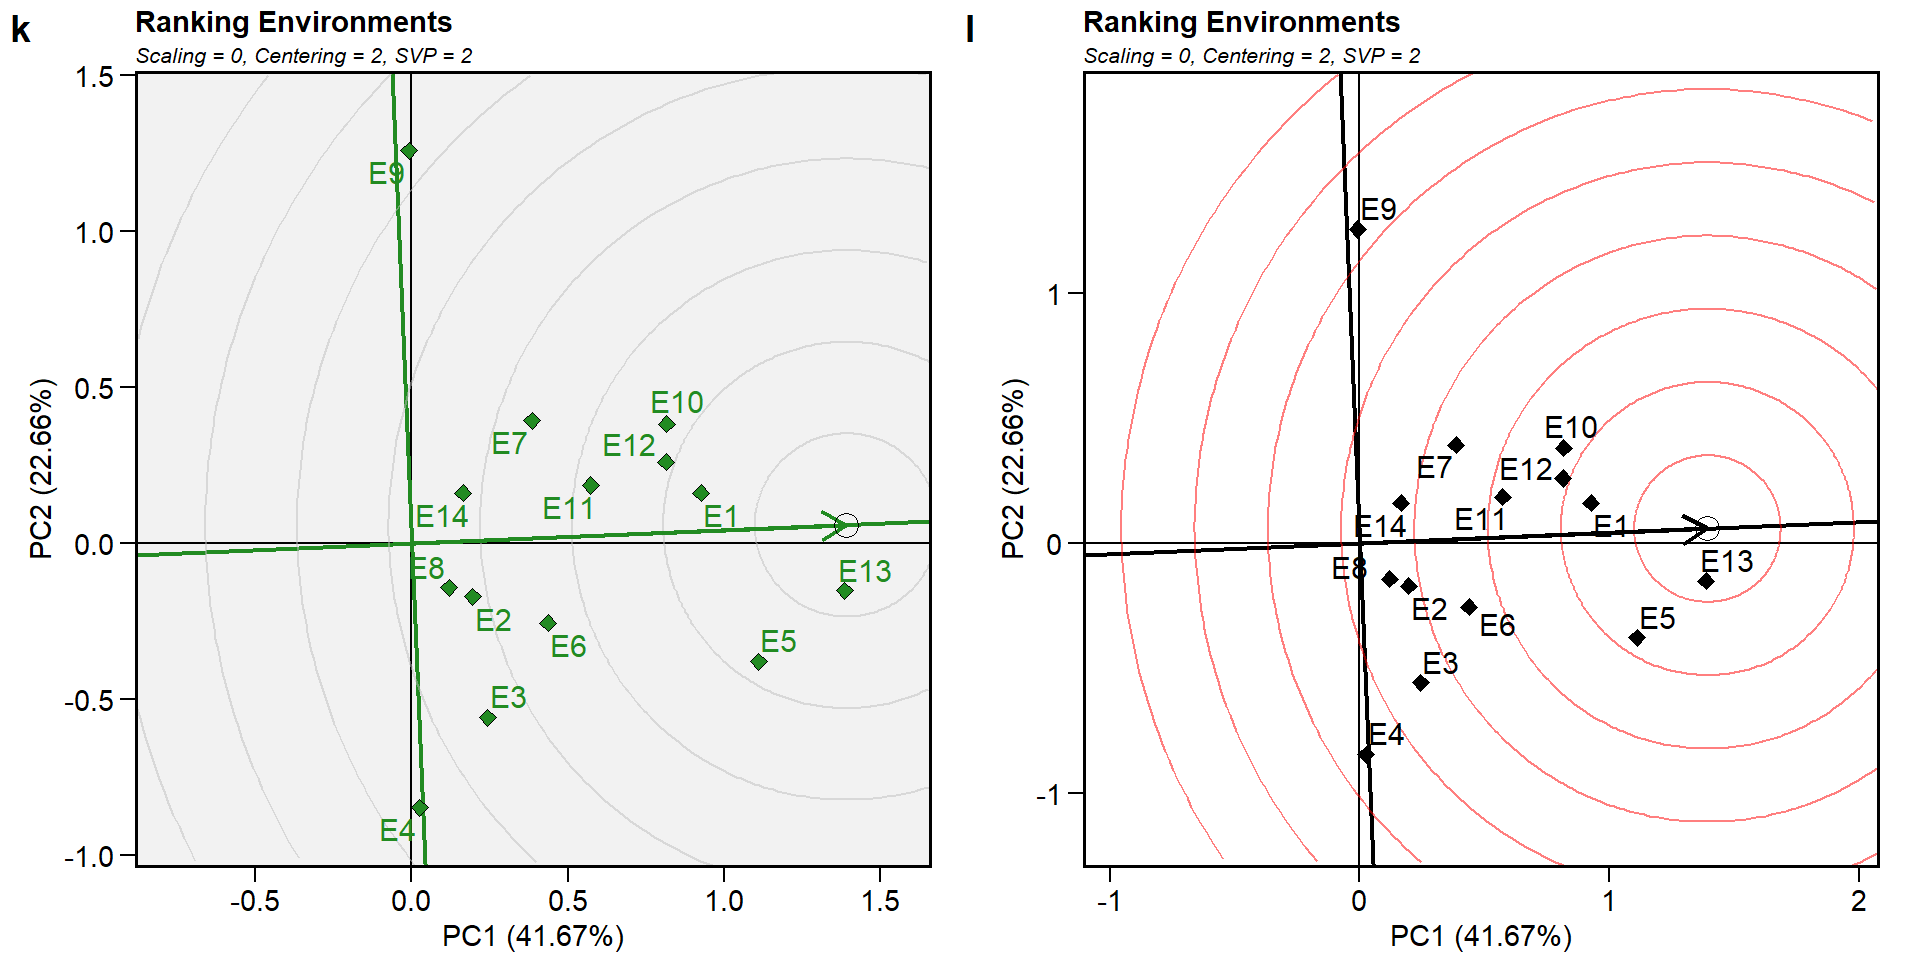 k
Ranking Environments
Scaling = 0, Centering = 2, SVP = 2
1.5
1.0
0.5
0.0
-0.5
-1.0
PC2 (22.66%)
E9
E10
E7
E12
E11
E14
E1
E8
E13
E2
E6
E5
E3
E4
-0.5
0.0
0.5
1.0
1.5
PC1 (41.67%)
l
Ranking Environments
Scaling = 0, Centering = 2, SVP = 2
1
0
-1
PC2 (22.66%)
E9
E10
E7
E12
E11
E14
E1
E8
E13
E2
E5
E6
E3
E4
-1
0
1
2
PC1 (41.67%)